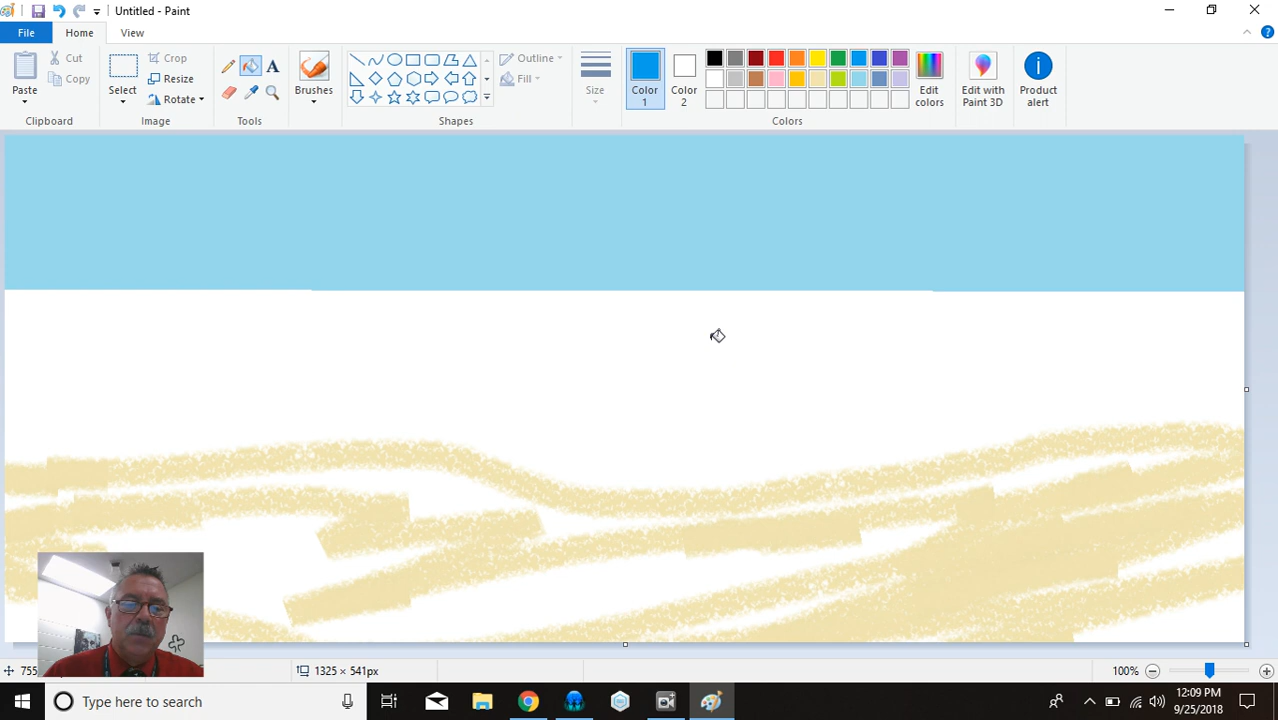 Untitled - Paint
File
Home
View
Paste
Cut
Copy
Clipboard
Select
Crop
Resize
Rotate
Image
A
Tools
Brushes
Outline
Fill
Shapes
Size
Color 1
Color 2
Edit colors
Colors
Edit with Paint 3D
Product alert
755
1325 × 541px
100%
Type here to search
12:09 PM
9/25/2018